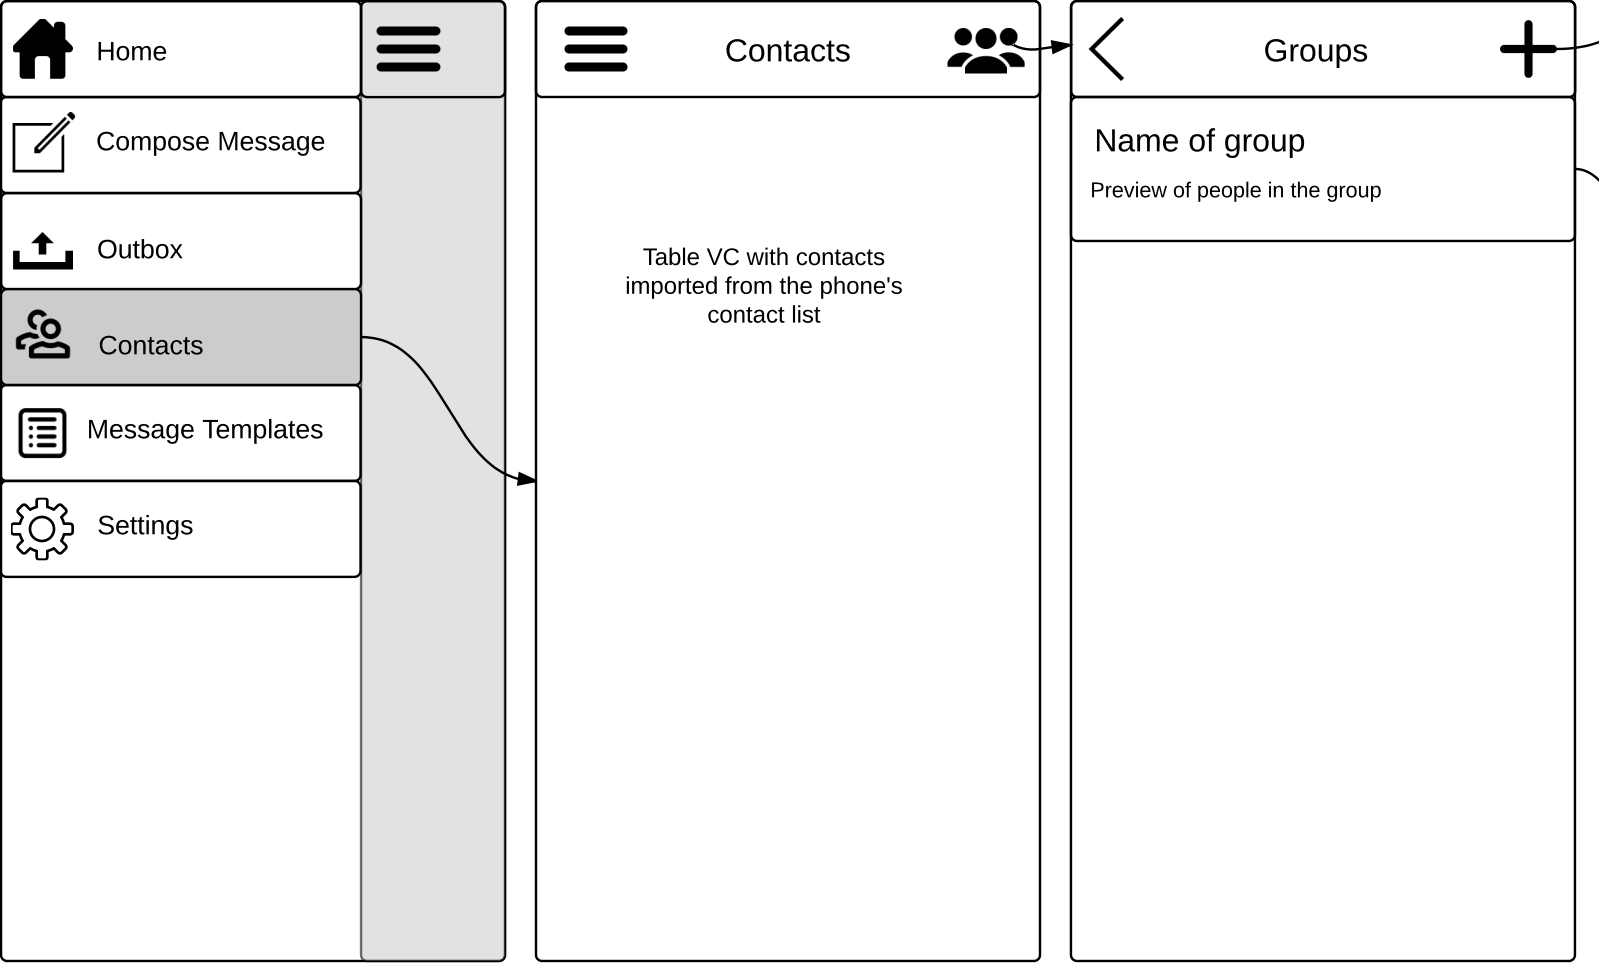 Home
Compose Message
Outbox
Contacts
Message Templates
Settings
Contacts
Table VC with contacts
imported from the phone's
contact list
Groups
Name of group
Preview of people in the group